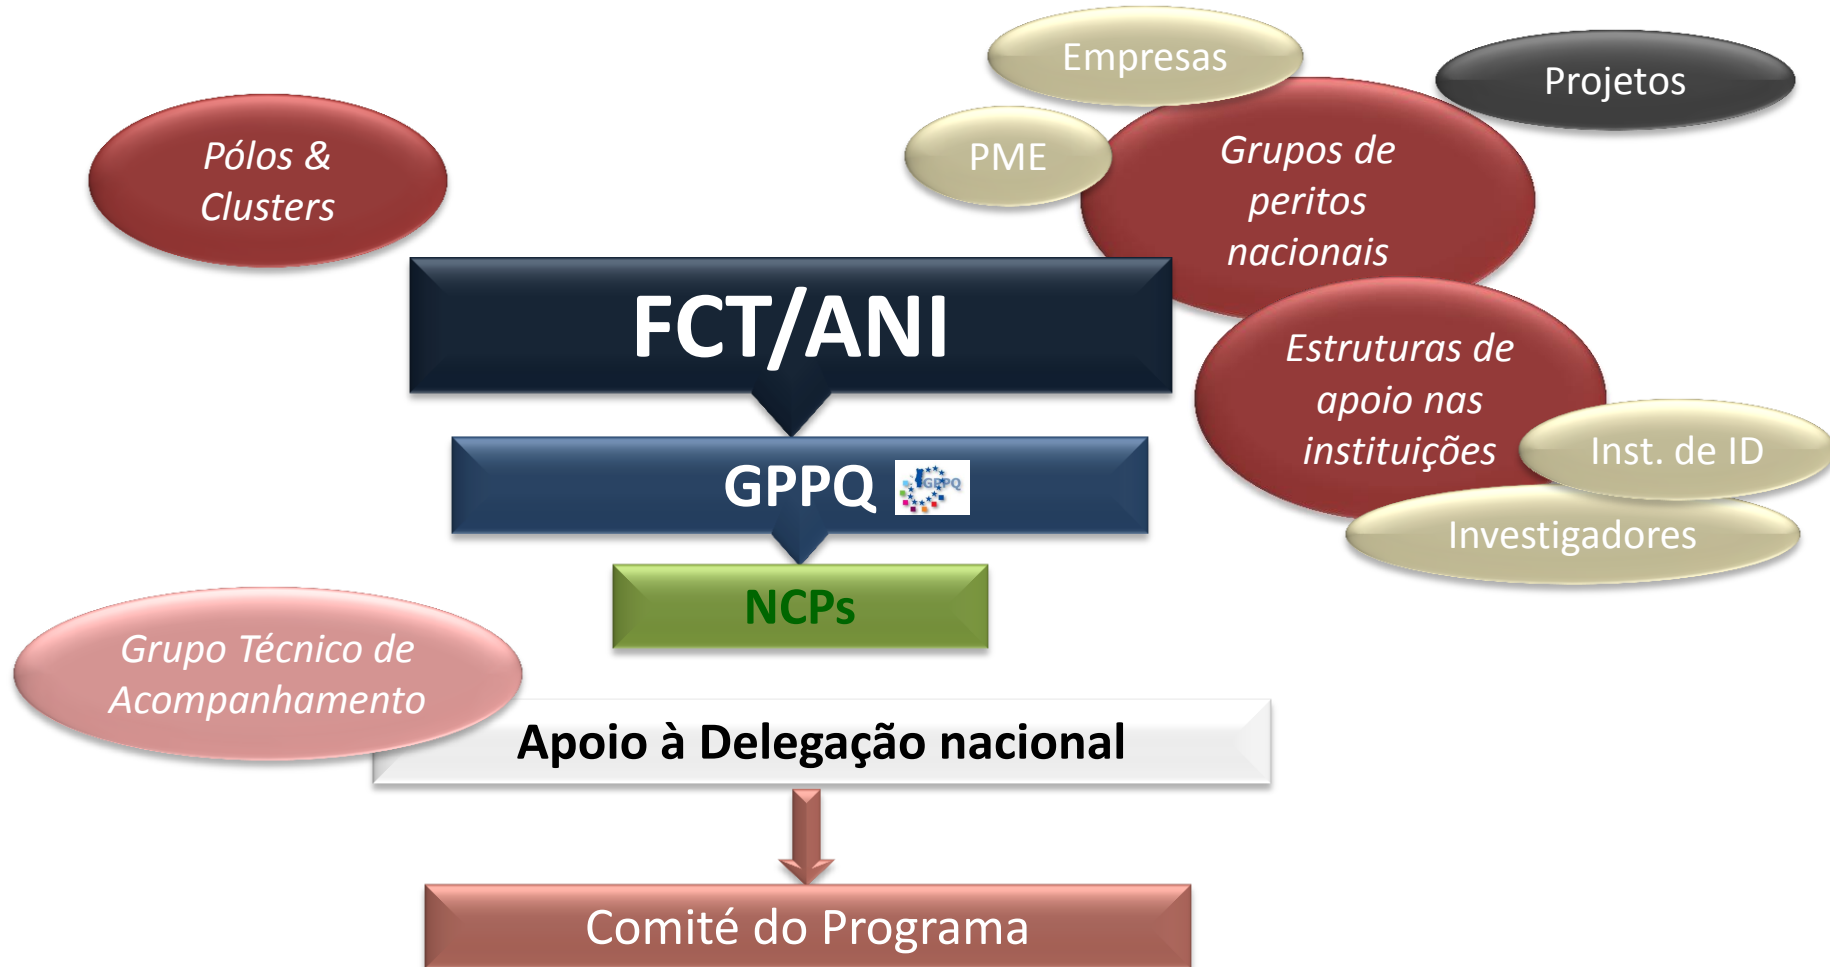 Empresas
Projetos
Pólos &
Clusters
PME
Grupos de
peritos
nacionais
FCT/ANI
Estruturas de
apoio nas
instituições
Inst. de ID
Investigadores
GPPQ
GPPQ
NCPs
Grupo Técnico de
Acompanhamento
Apoio à Delegação nacional
Comité do Programa